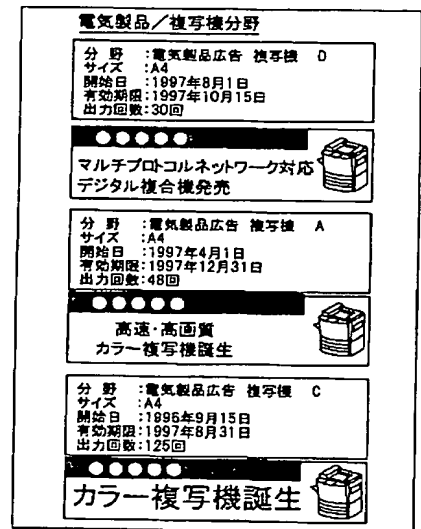 電気製品／複写機分野
分　野　：電気製品広告　複写機　D
サイズ　：A4
開始日　：1997年8月1日
有効期限：1997年10月15日
出力回数：30回
●●●●●
マルチプロトコルネットワーク対応
デジタル複合機発売
分　野　：電気製品広告　複写機　A
サイズ　：A4
開始日　：1997年4月1日
有効期限：1997年12月31日
出力回数：48回
●●●●●
高速・高画質
カラー複写機誕生
分　野　：電気製品広告　複写機　C
サイズ　：A4
開始日　：1996年9月15日
有効期限：1997年8月31日
出力回数：125回
●●●●●
カラー複写機誕生